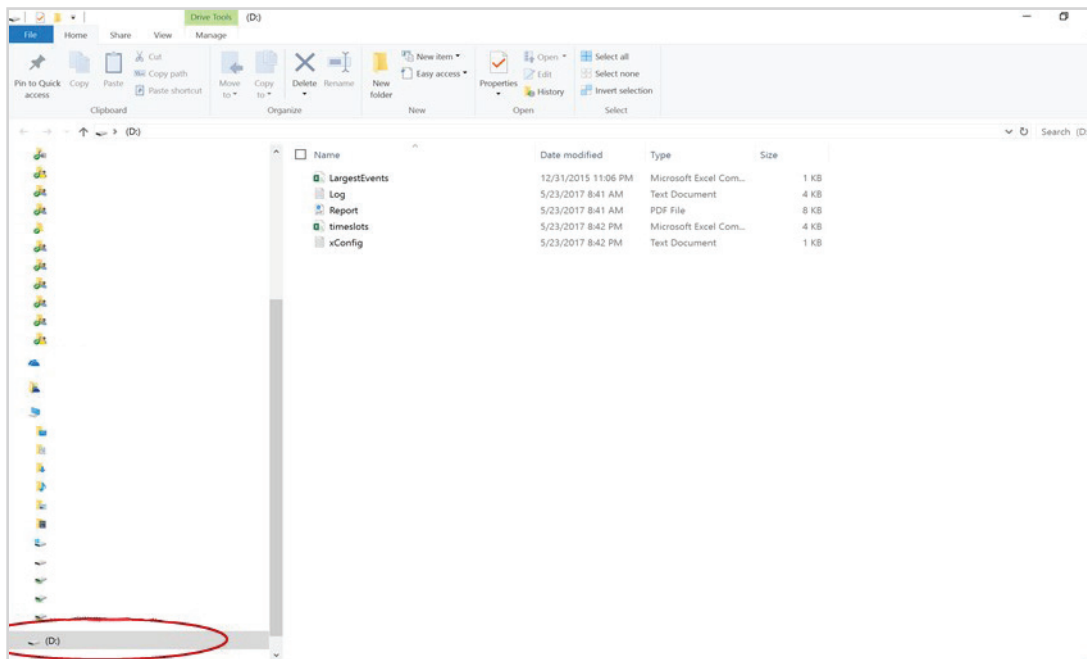 Drive Tools (D:)
File Home Share View Manage
Pin to Quick access Copy Paste Cut Copy path Paste shortcut Move to Copy to Delete Rename New folder New item Easy access Properties Open Edit History Select all Select none Invert selection
Clipboard Organize New Open Select
(D:) Search (D
Name Date modified Type Size
LargestEvents 12/31/2015 11:06 PM Microsoft Excel Com... 1 KB
Log 5/23/2017 8:41 AM Text Document 4 KB
Report 5/23/2017 8:41 AM PDF File 8 KB
timeslots 5/23/2017 8:42 PM Microsoft Excel Com... 4 KB
xConfig 5/23/2017 8:42 PM Text Document 1 KB
(D:)